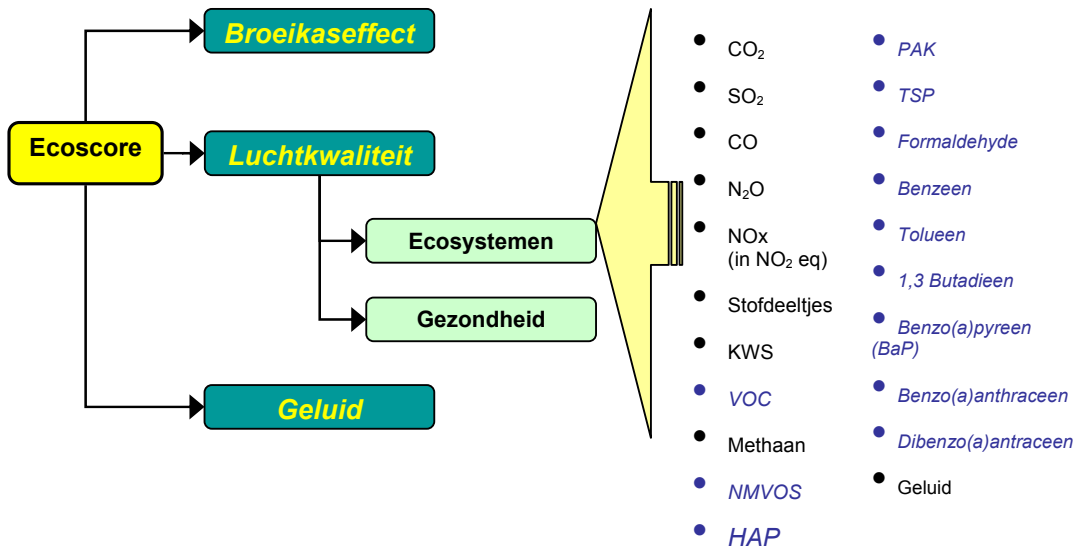 Broeikaseffect
Ecoscore
Luchtkwaliteit
Ecosystemen
Gezondheid
Geluid
• CO₂
• SO₂
• CO
• N₂O
• NOx
(in NO₂ eq)
• Stofdeeltjes
• KWS
• VOC
• Methaan
• NMVOS
• HAP
• PAK
• TSP
• Formaldehyde
• Benzeen
• Tolueen
• 1,3 Butadieen
• Benzo(a)pyreen
(BaP)
• Benzo(a)anthraceen
• Dibenzo(a)antraceen
• Geluid